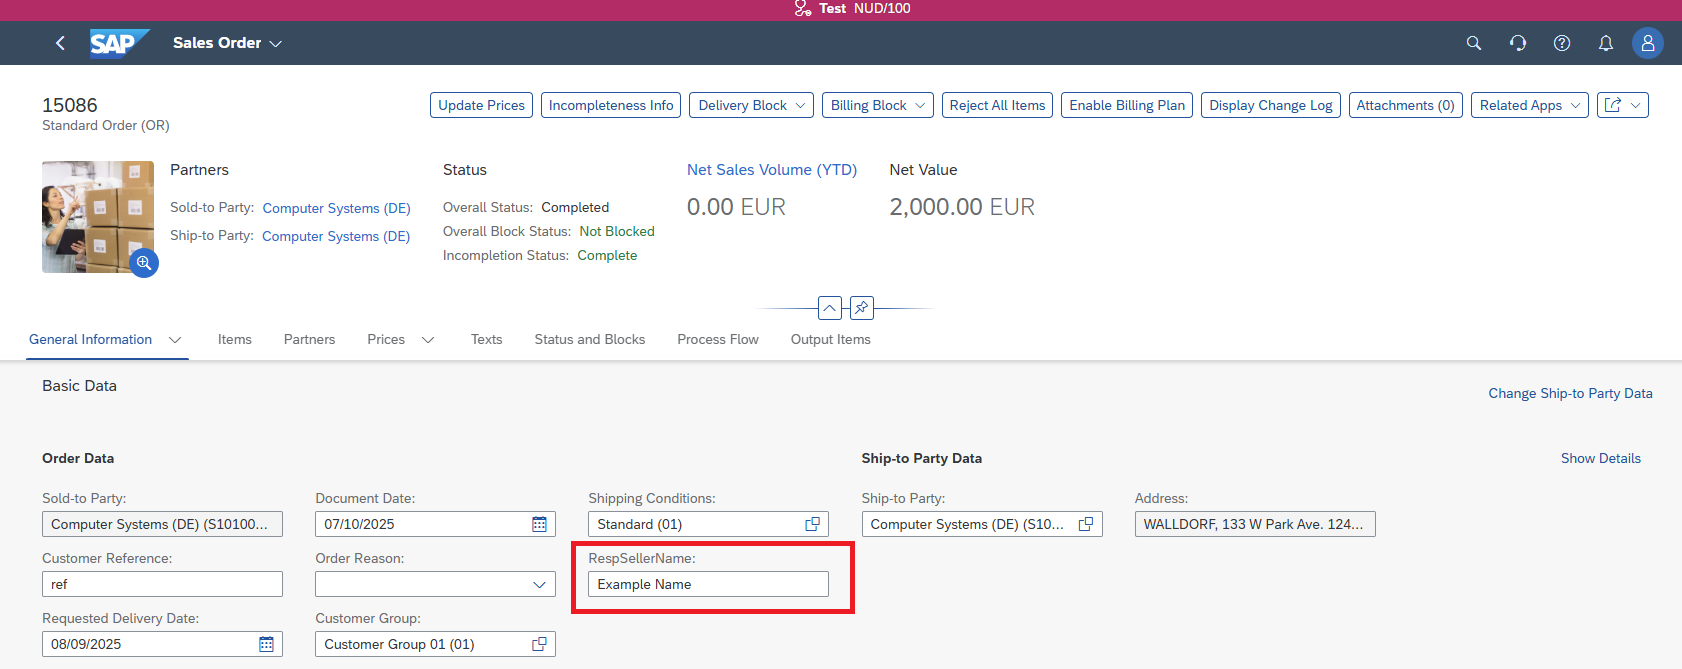 Test NUD/100
SAP Sales Order
15086
Standard Order (OR)
Update Prices Incompleteness Info Delivery Block Billing Block Reject All Items Enable Billing Plan Display Change Log Attachments (0) Related Apps
Partners
Sold-to Party: Computer Systems (DE)
Ship-to Party: Computer Systems (DE)
Status
Overall Status: Completed
Overall Block Status: Not Blocked
Incompletion Status: Complete
Net Sales Volume (YTD)
0.00 EUR
Net Value
2,000.00 EUR
General Information Items Partners Prices Texts Status and Blocks Process Flow Output Items
Basic Data
Change Ship-to Party Data
Order Data
Sold-to Party:
Computer Systems (DE) (S10100...
Customer Reference:
ref
Requested Delivery Date:
08/09/2025
Document Date:
07/10/2025
Order Reason:
Customer Group:
Customer Group 01 (01)
Shipping Conditions:
Standard (01)
RespSellerName:
Example Name
Ship-to Party Data
Show Details
Ship-to Party:
Computer Systems (DE) (S10...
Address:
WALLDORF, 133 W Park Ave. 124...